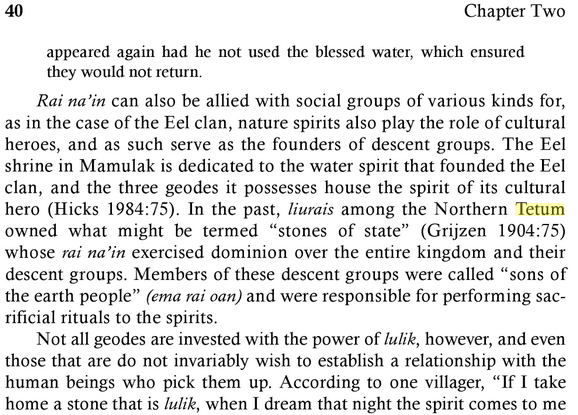 40 Chapter Two
appeared again had he not used the blessed water, which ensured
they would not return.
Rai na’in can also be allied with social groups of various kinds for,
as in the case of the Eel clan, nature spirits also play the role of cultural
heroes, and as such serve as the founders of descent groups. The Eel
shrine in Mamulak is dedicated to the water spirit that founded the Eel
clan, and the three geodes it possesses house the spirit of its cultural
hero (Hicks 1984:75). In the past, liurais among the Northern Tetum
owned what might be termed “stones of state” (Grijzen 1904:75)
whose rai na’in exercised dominion over the entire kingdom and their
descent groups. Members of these descent groups were called “sons of
the earth people” (ema rai oan) and were responsible for performing sac-
rificial rituals to the spirits.
Not all geodes are invested with the power of lulik, however, and even
those that are do not invariably wish to establish a relationship with the
human beings who pick them up. According to one villager, “If I take
home a stone that is lulik, when I dream that night the spirit comes to me